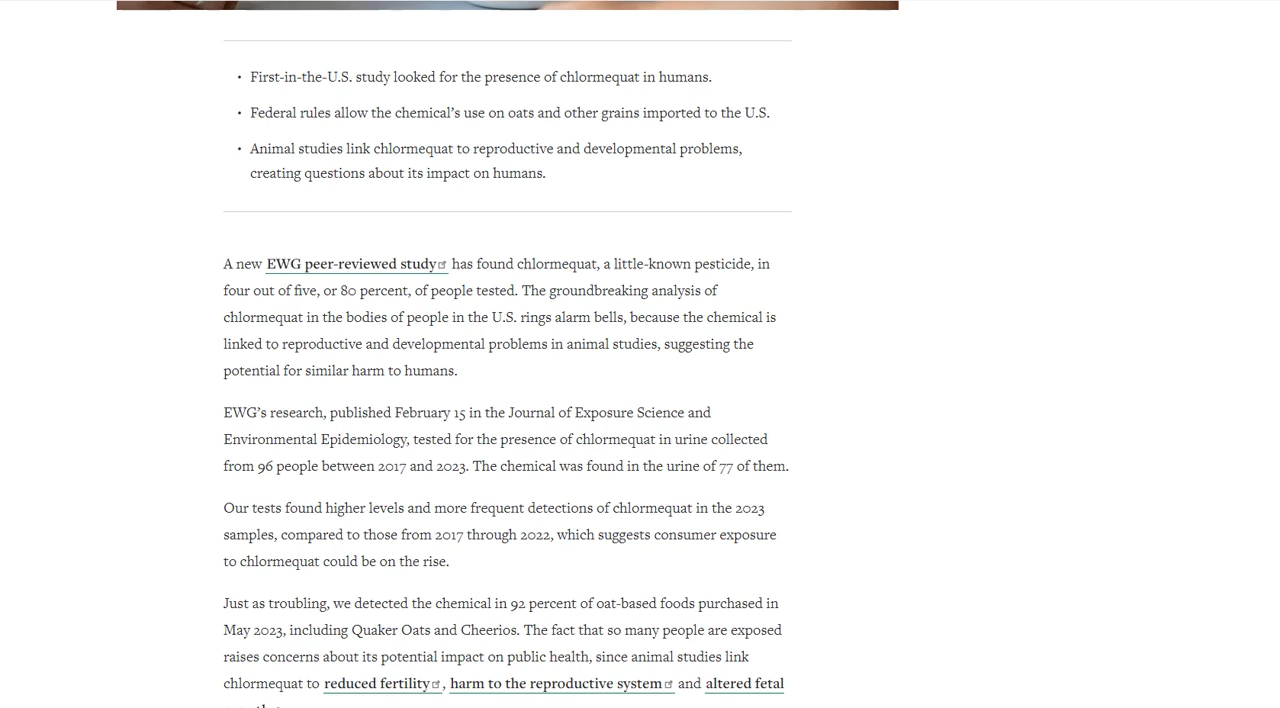 • First-in-the-U.S. study looked for the presence of chlormequat in humans.
• Federal rules allow the chemical’s use on oats and other grains imported to the U.S.
• Animal studies link chlormequat to reproductive and developmental problems,
creating questions about its impact on humans.
A new EWG peer-reviewed study has found chlormequat, a little-known pesticide, in
four out of five, or 80 percent, of people tested. The groundbreaking analysis of
chlormequat in the bodies of people in the U.S. rings alarm bells, because the chemical is
linked to reproductive and developmental problems in animal studies, suggesting the
potential for similar harm to humans.
EWG’s research, published February 15 in the Journal of Exposure Science and
Environmental Epidemiology, tested for the presence of chlormequat in urine collected
from 96 people between 2017 and 2023. The chemical was found in the urine of 77 of them.
Our tests found higher levels and more frequent detections of chlormequat in the 2023
samples, compared to those from 2017 through 2022, which suggests consumer exposure
to chlormequat could be on the rise.
Just as troubling, we detected the chemical in 92 percent of oat-based foods purchased in
May 2023, including Quaker Oats and Cheerios. The fact that so many people are exposed
raises concerns about its potential impact on public health, since animal studies link
chlormequat to reduced fertility, harm to the reproductive system and altered fetal